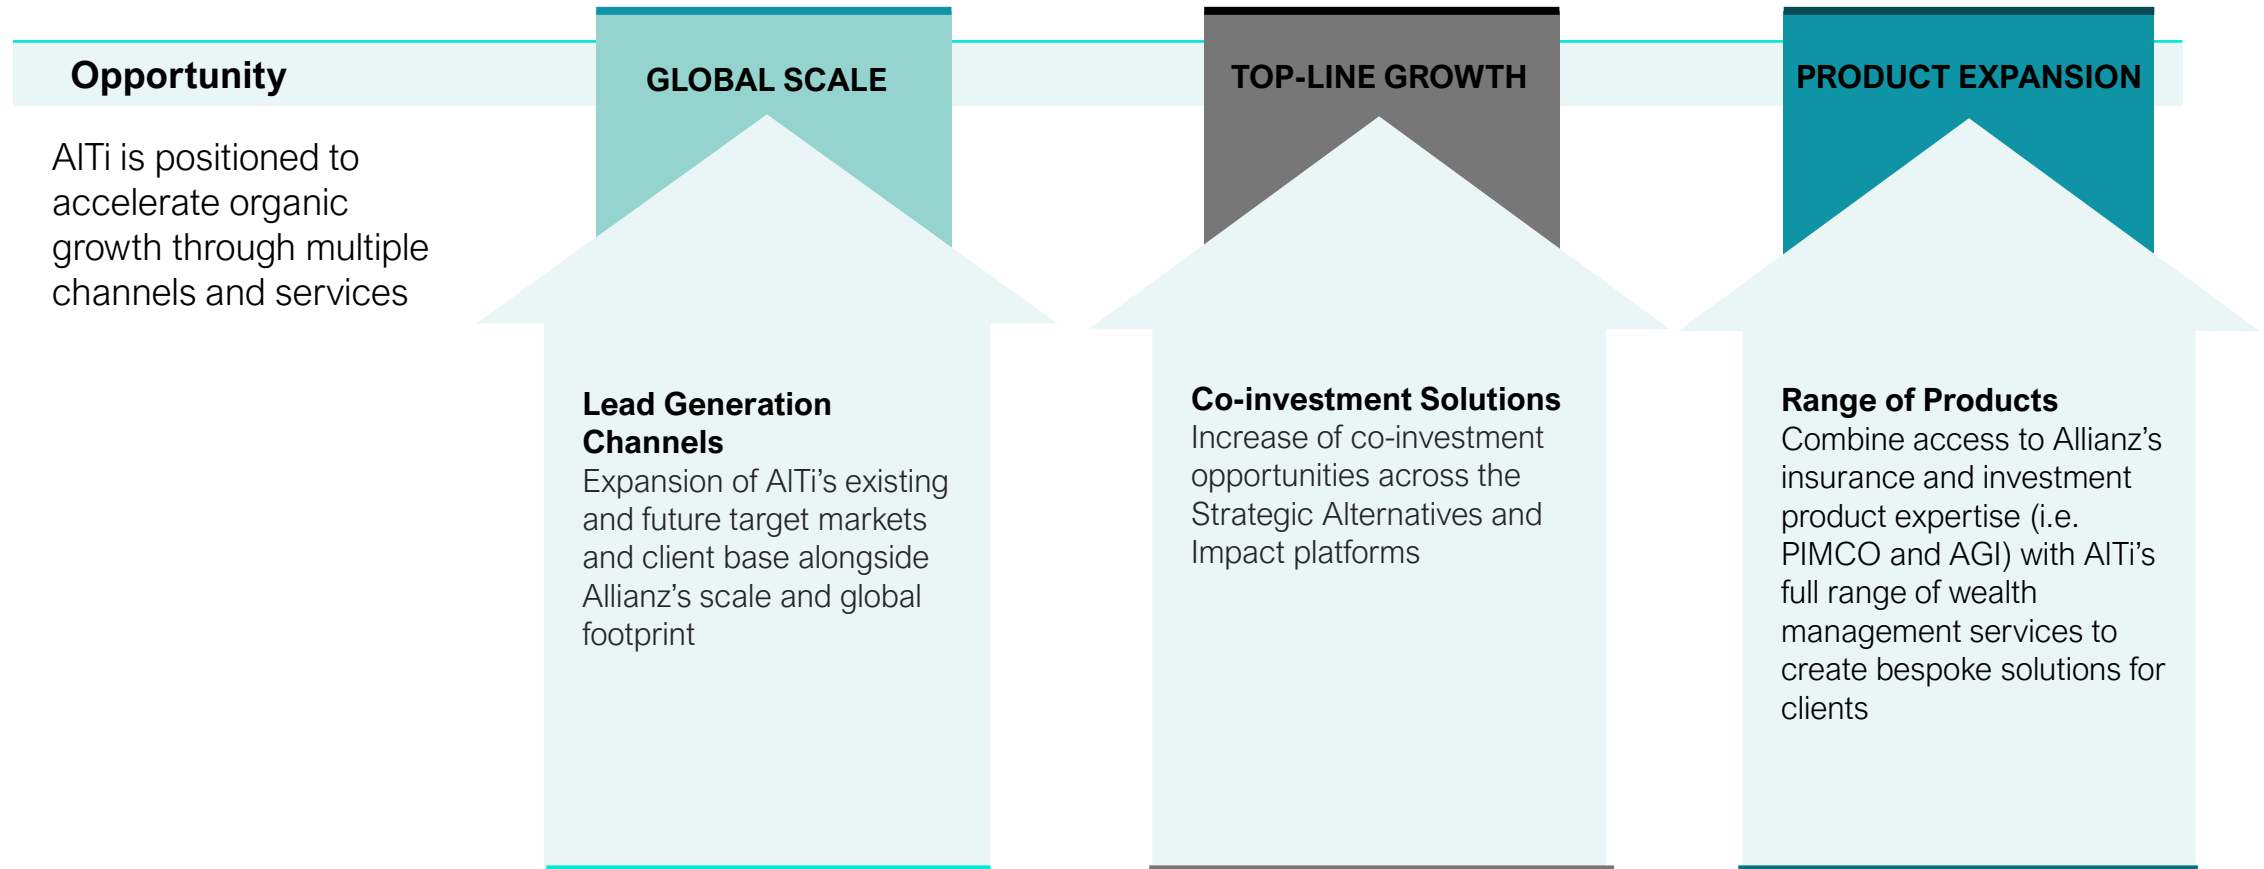 Opportunity
AlTi is positioned to
accelerate organic
growth through multiple
channels and services
GLOBAL SCALE
Lead Generation
Channels
Expansion of AlTi’s existing
and future target markets
and client base alongside
Allianz’s scale and global
footprint
TOP-LINE GROWTH
Co-investment Solutions
Increase of co-investment
opportunities across the
Strategic Alternatives and
Impact platforms
PRODUCT EXPANSION
Range of Products
Combine access to Allianz’s
insurance and investment
product expertise (i.e.
PIMCO and AGI) with AlTi’s
full range of wealth
management services to
create bespoke solutions for
clients